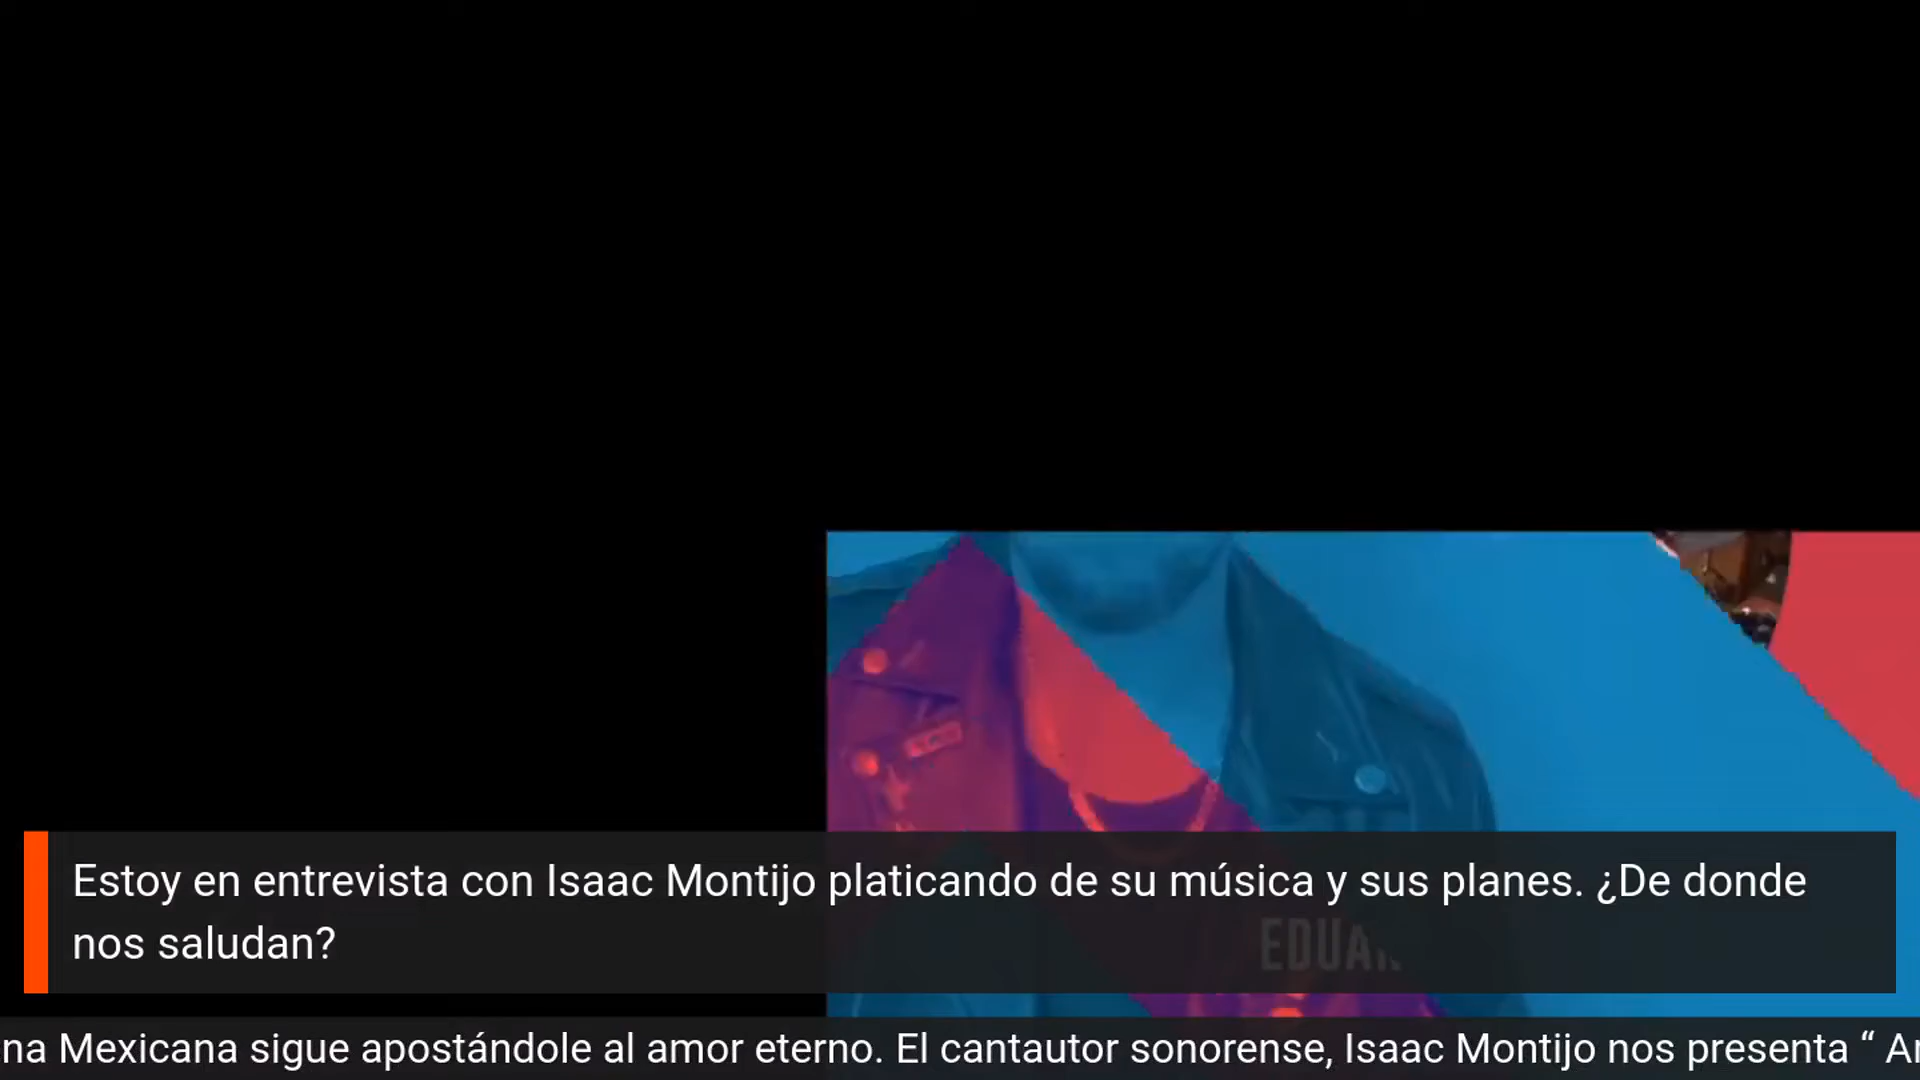 Estoy en entrevista con Isaac Montijo platicando de su música y sus planes. ¿De donde
nos saludan?
na Mexicana sigue apostándole al amor eterno. El cantautor sonorense, Isaac Montijo nos presenta “